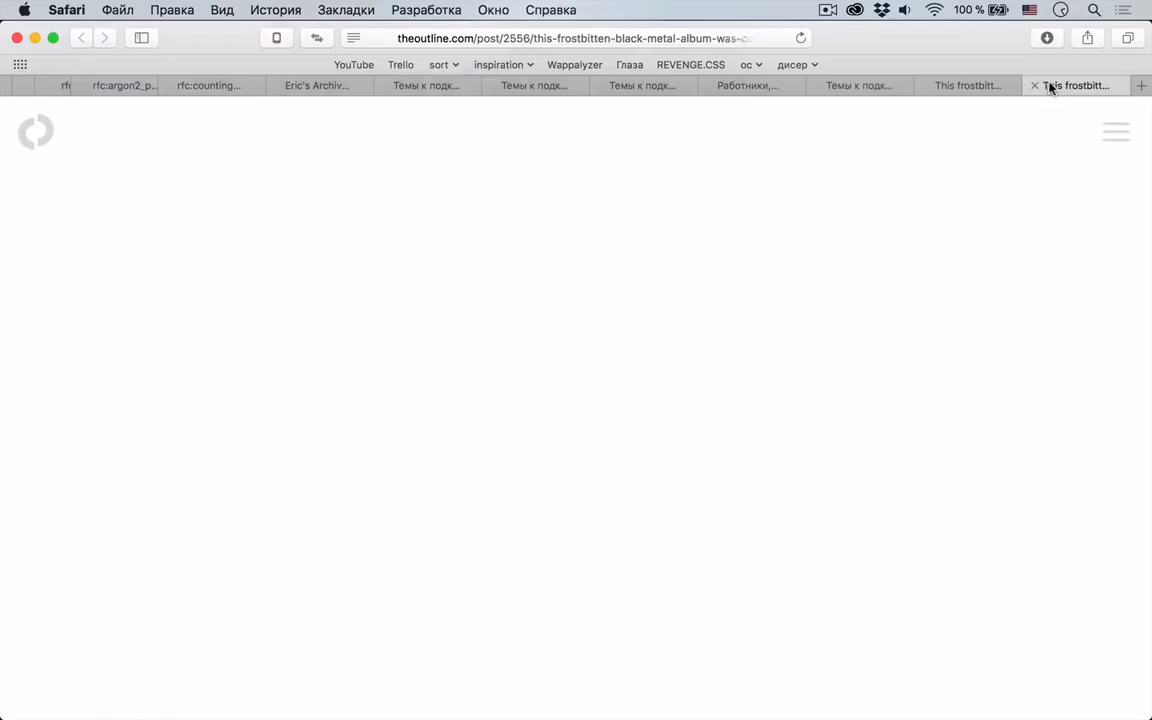 Safari Файл Правка Вид История Закладки Разработка Окно Справка 100 %
theoutline.com/post/2556/this-frostbitten-black-metal-album-was-
YouTube Trello sort inspiration Wappalyzer Глаза REVENGE.CSS ос дисер
rfc:argon2_p... rfc:counting... Eric's Archiv... Темы к подк... Темы к подк... Темы к подк... Работники,... Темы к подк... This frostbitt... This frostbitt...